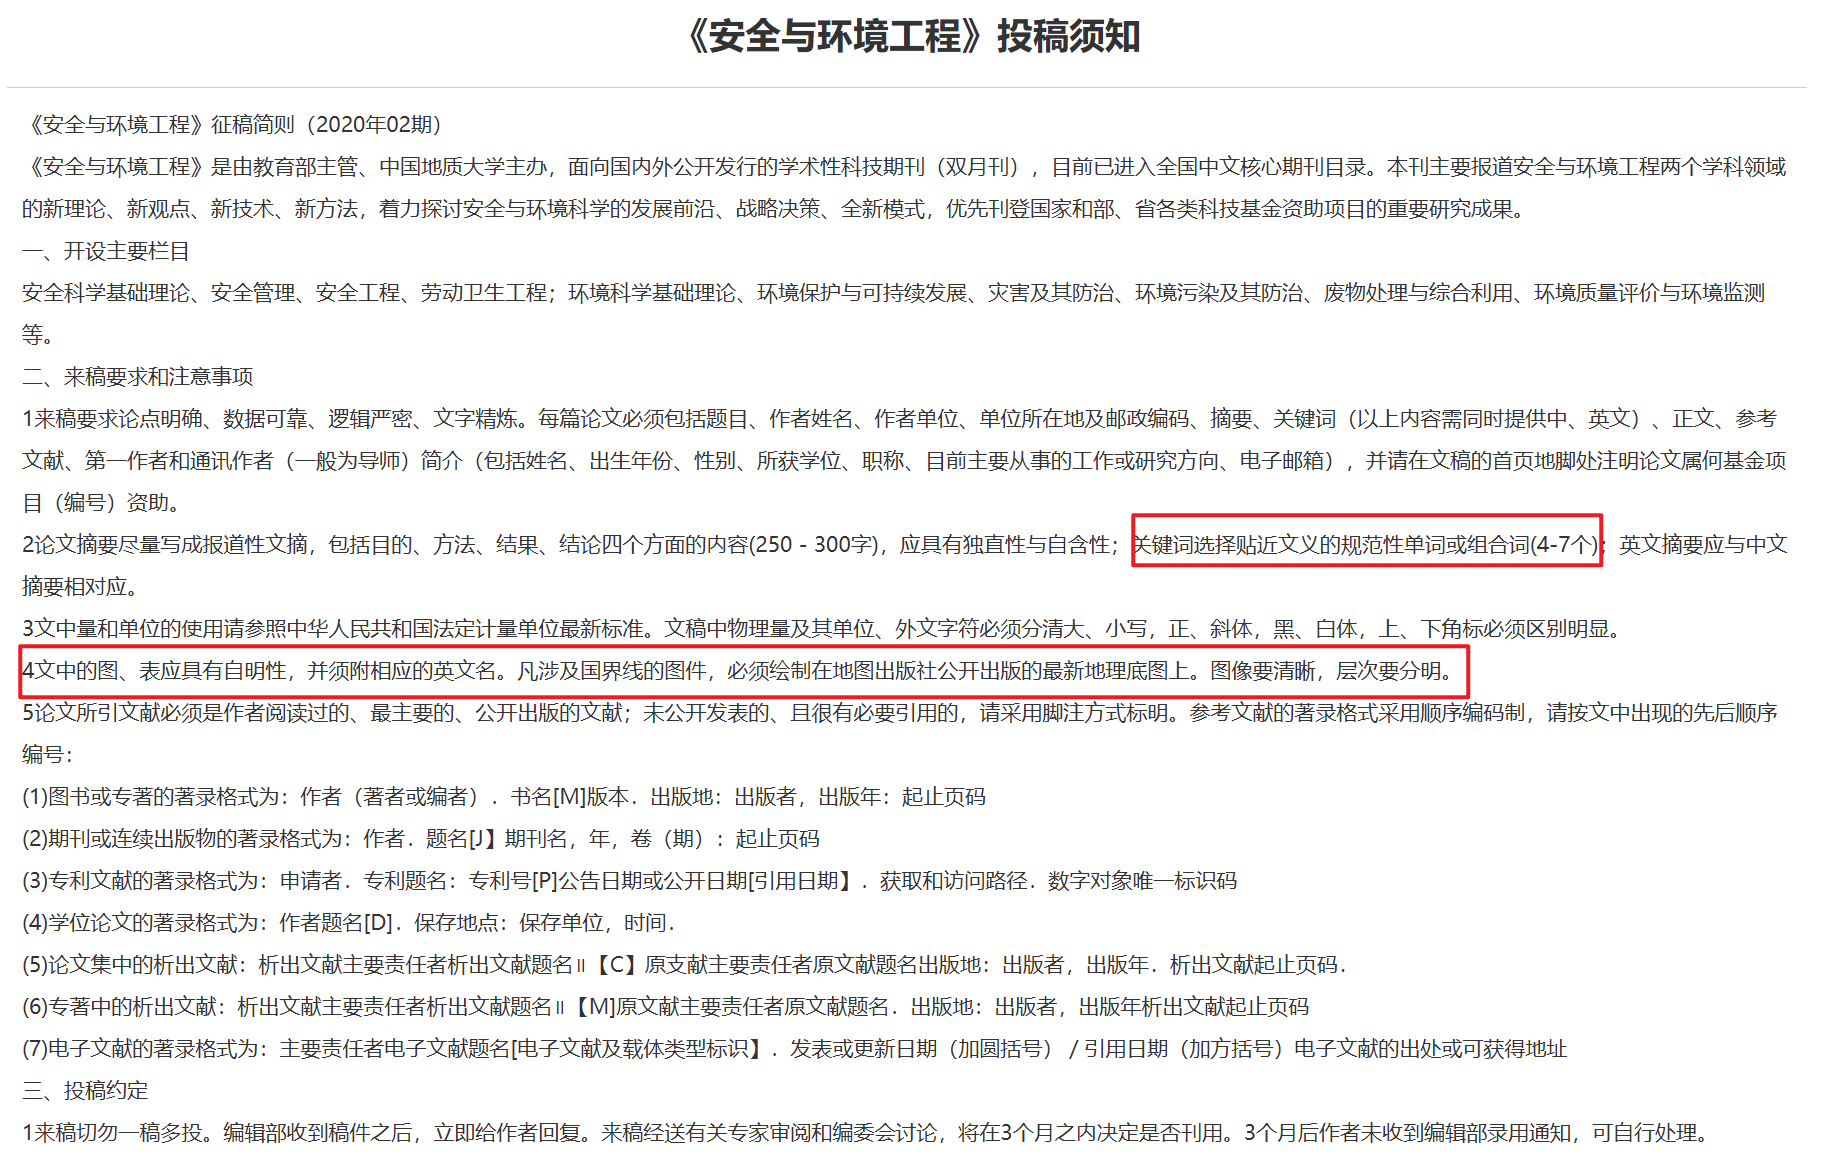 《安全与环境工程》投稿须知
《安全与环境工程》征稿简则（2020年02期）
《安全与环境工程》是由教育部主管、中国地质大学主办，面向国内外公开发行的学术性科技期刊（双月刊），目前已进入全国中文核心期刊目录。本刊主要报道安全与环境工程两个学科领域
的新理论、新观点、新技术、新方法，着力探讨安全与环境科学的发展前沿、战略决策、全新模式，优先刊登国家和部、省各类科技基金资助项目的重要研究成果。
一、开设主要栏目
安全科学基础理论、安全管理、安全工程、劳动卫生工程；环境科学基础理论、环境保护与可持续发展、灾害及其防治、环境污染及其防治、废物处理与综合利用、环境质量评价与环境监测
等。
二、来稿要求和注意事项
1来稿要求论点明确、数据可靠、逻辑严密、文字精炼。每篇论文必须包括题目、作者姓名、作者单位、单位所在地及邮政编码、摘要、关键词（以上内容需同时提供中、英文）、正文、参考
文献、第一作者和通讯作者（一般为导师）简介（包括姓名、出生年份、性别、所获学位、职称、目前主要从事的工作或研究方向、电子邮箱），并请在文稿的首页地脚处注明论文属何基金项
目（编号）资助。
2论文摘要尽量写成报道性文摘，包括目的、方法、结果、结论四个方面的内容(250－300字)，应具有独直性与自含性；关键词选择贴近文义的规范性单词或组合词(4-7个)；英文摘要应与中文
摘要相对应。
3文中量和单位的使用请参照中华人民共和国法定计量单位最新标准。文稿中物理量及其单位、外文字符必须分清大、小写，正、斜体，黑、白体，上、下角标必须区别明显。
4文中的图、表应具有自明性，并须附相应的英文名。凡涉及国界线的图件，必须绘制在地图出版社公开出版的最新地理底图上。图像要清晰，层次要分明。
5论文所引文献必须是作者阅读过的、最主要的、公开出版的文献；未公开发表的、且很有必要引用的，请采用脚注方式标明。参考文献的著录格式采用顺序编码制，请按文中出现的先后顺序
编号：
(1)图书或专著的著录格式为：作者（著者或编者）．书名[M]版本．出版地：出版者，出版年：起止页码
(2)期刊或连续出版物的著录格式为：作者．题名[J】期刊名，年，卷（期）：起止页码
(3)专利文献的著录格式为：申请者．专利题名：专利号[P]公告日期或公开日期[引用日期】．获取和访问路径．数字对象唯一标识码
(4)学位论文的著录格式为：作者题名[D]．保存地点：保存单位，时间．
(5)论文集中的析出文献：析出文献主要责任者析出文献题名॥【C】原支献主要责任者原文献题名出版地：出版者，出版年．析出文献起止页码．
(6)专著中的析出文献：析出文献主要责任者析出文献题名॥【M]原文献主要责任者原文献题名．出版地：出版者，出版年析出文献起止页码
(7)电子文献的著录格式为：主要责任者电子文献题名[电子文献及载体类型标识】．发表或更新日期（加圆括号）／引用日期（加方括号）电子文献的出处或可获得地址
三、投稿约定
1来稿切勿一稿多投。编辑部收到稿件之后，立即给作者回复。来稿经送有关专家审阅和编委会讨论，将在3个月之内决定是否刊用。3个月后作者未收到编辑部录用通知，可自行处理。